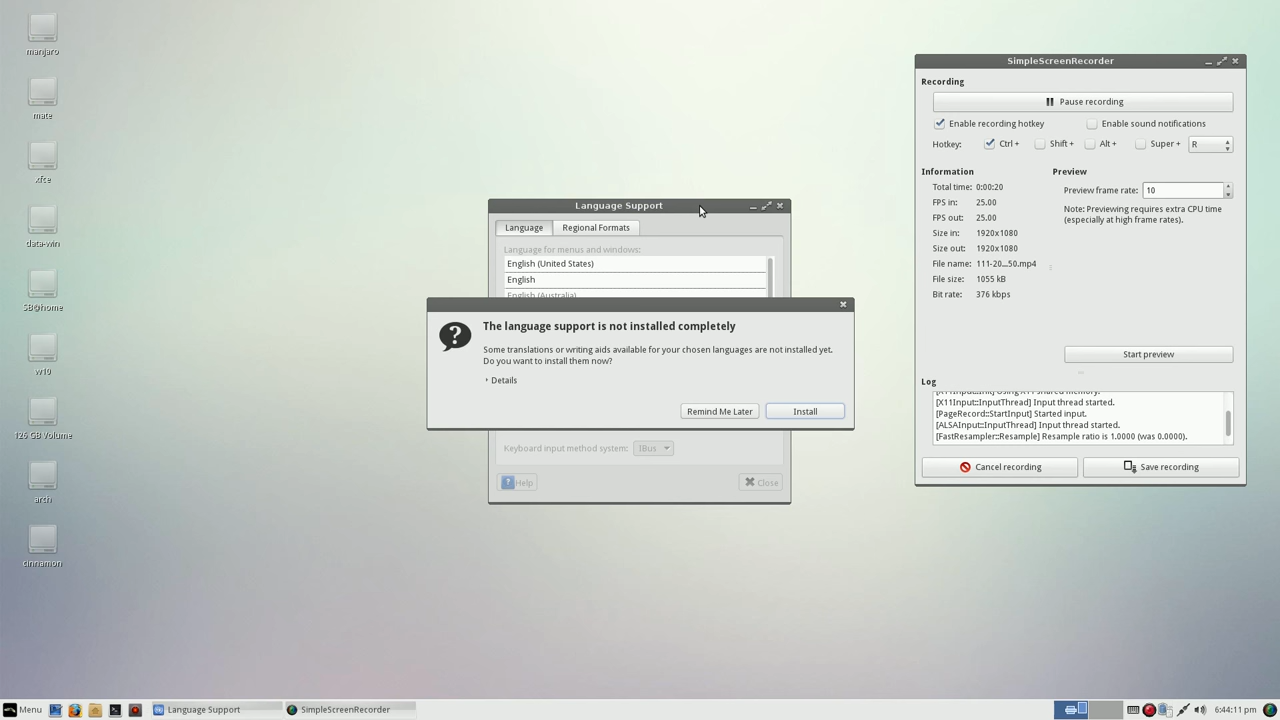 manjaro
mate
xfce
data-win
SB@home
w10
126 GB Volume
arch
cinnamon
Language Support
Language
Regional Formats
Language for menus and windows:
English (United States)
English
English (Australia)
The language support is not installed completely
Some translations or writing aids available for your chosen languages are not installed yet.
Do you want to install them now?
Details
Remind Me Later
Install
Keyboard input method system:
IBus
Help
Close
SimpleScreenRecorder
Recording
Pause recording
Enable recording hotkey
Enable sound notifications
Hotkey:
Ctrl +
Shift +
Alt +
Super +
R
Information
Total time: 0:00:20
FPS in: 25.00
FPS out: 25.00
Size in: 1920x1080
Size out: 1920x1080
File name: 111-20...50.mp4
File size: 1055 kB
Bit rate: 376 kbps
Preview
Preview frame rate: 10
Note: Previewing requires extra CPU time
(especially at high frame rates).
Start preview
Log
[X11Input::Init] Using X11 shared memory.
[X11Input::InputThread] Input thread started.
[PageRecord::StartInput] Started input.
[ALSAInput::InputThread] Input thread started.
[FastResampler::Resample] Resample ratio is 1.0000 (was 0.0000).
Cancel recording
Save recording
Menu
Language Support
SimpleScreenRecorder
6:44:11 pm